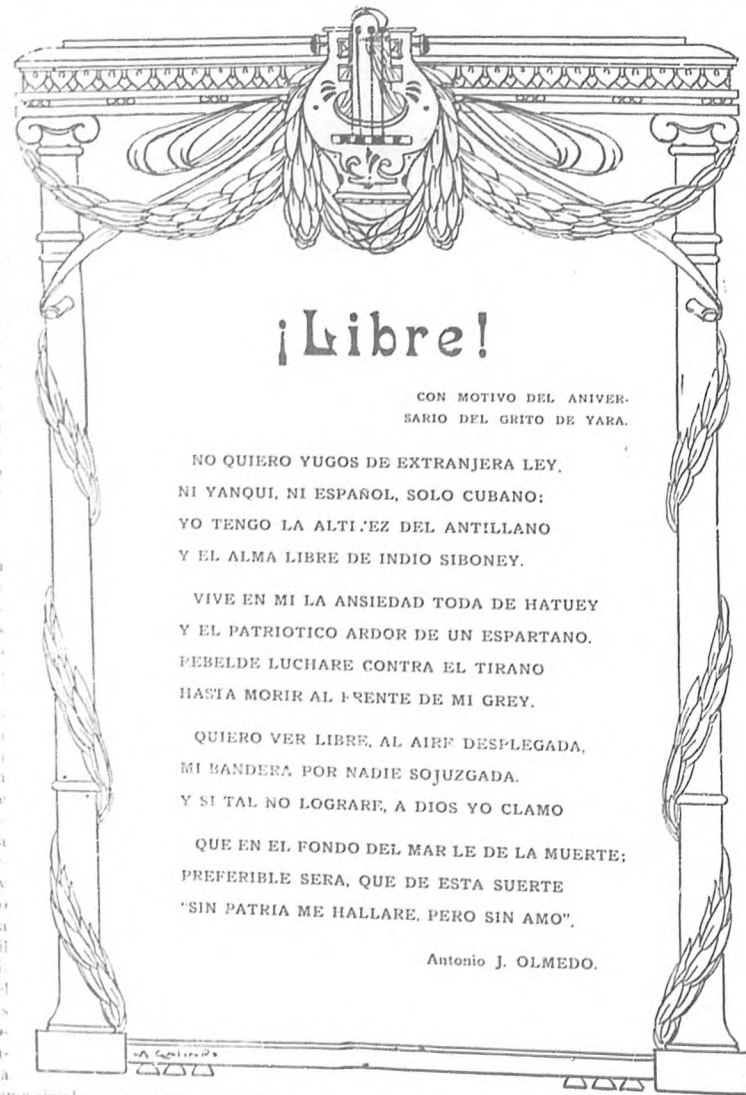 ¡Libre!
CON MOTIVO DEL ANIVER-
SARIO DEL GRITO DE YARA.
NO QUIERO YUGOS DE EXTRANJERA LEY,
NI YANQUI, NI ESPAÑOL, SOLO CUBANO;
YO TENGO LA ALTIVEZ DEL ANTILLANO
Y EL ALMA LIBRE DE INDIO SIBONEY.
VIVE EN MI LA ANSIEDAD TODA DE HATUEY
Y EL PATRIOTICO ARDOR DE UN ESPARTANO.
REBELDE LUCHARE CONTRA EL TIRANO
HASTA MORIR AL FRENTE DE MI GREY.
QUIERO VER LIBRE, AL AIRE DESPLEGADA,
MI BANDERA POR NADIE SOJUZGADA.
Y SI TAL NO LOGRARE, A DIOS YO CLAMO
QUE EN EL FONDO DEL MAR LE DE LA MUERTE;
PREFERIBLE SERA, QUE DE ESTA SUERTE
"SIN PATRIA ME HALLARE, PERO SIN AMO".
Antonio J. OLMEDO.